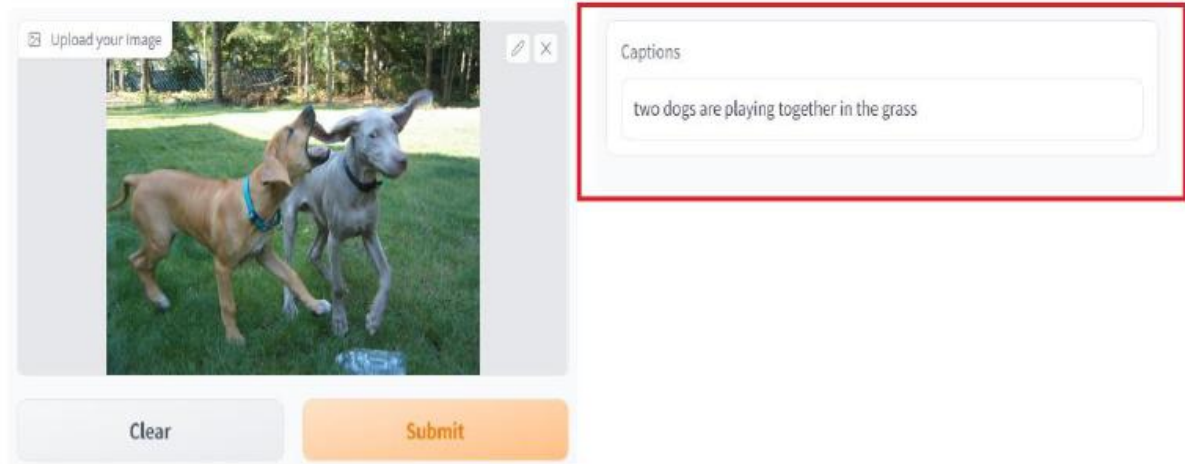 Upload your image
Captions
two dogs are playing together in the grass
Clear
Submit